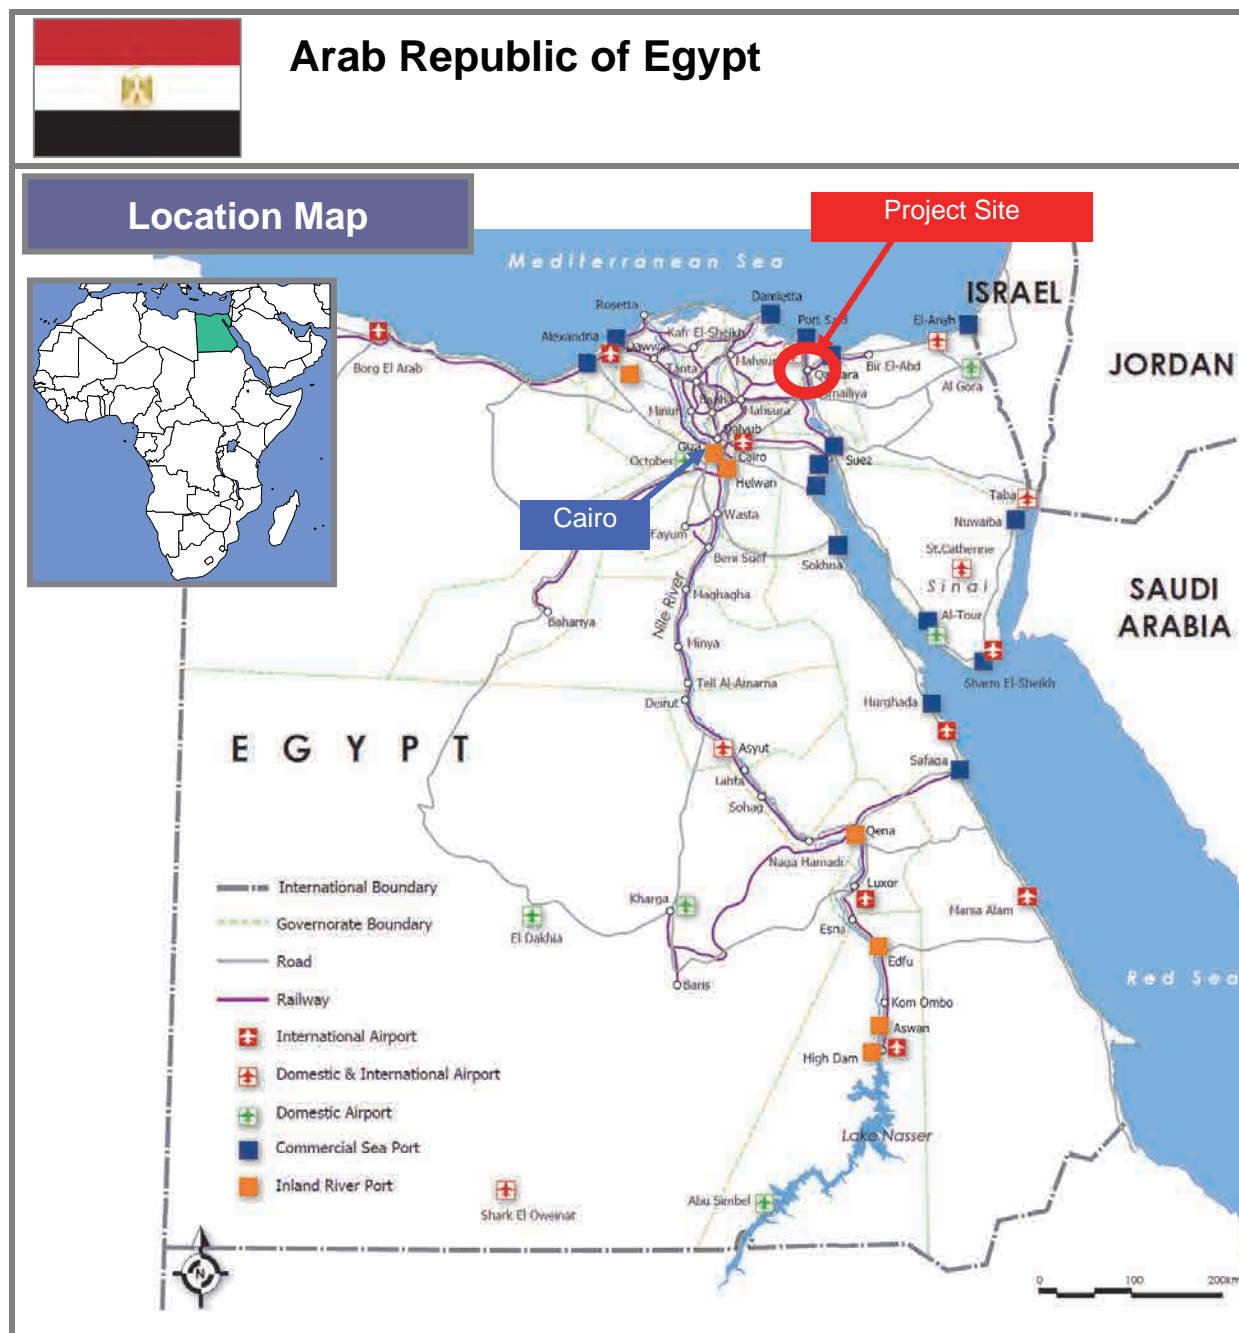 Arab Republic of Egypt
Location Map
Project Site
Mediterranean Sea
ISRAEL
JORDAN
SAUDI
ARABIA
Rosetta
Damietta
Port Said
El-Arish
Alexandria
Kafr El-Sheikh
Dawwar
Mahsura
Bir El-Abd
Borg El Arab
Tanta
Al Gora
Minuf
Banha
Mahsura
Qalyub
Giza
Cairo
October
Helwan
Suez
Taba
Nuwaiba
Cairo
Wasta
Fayum
Beni Suef
Sokhna
St.Catherine
Sinai
Nile River
Maghagha
Al-Tour
Bahariya
Minya
Tell Al-Amarna
Deirut
Sharm El-Sheikh
Hurghada
EGYPT
Asyut
Safaga
Tahta
Sohag
Qena
Naga Hamadi
Luxor
Kharga
Marsa Alam
Esna
El Dakhla
Edfu
Baris
Red Sea
Kom Ombo
Aswan
High Dam
Lake Nasser
Abu Simbel
Shark El Oweinat
International Boundary
Governorate Boundary
Road
Railway
International Airport
Domestic & International Airport
Domestic Airport
Commercial Sea Port
Inland River Port
N
0 100 200km